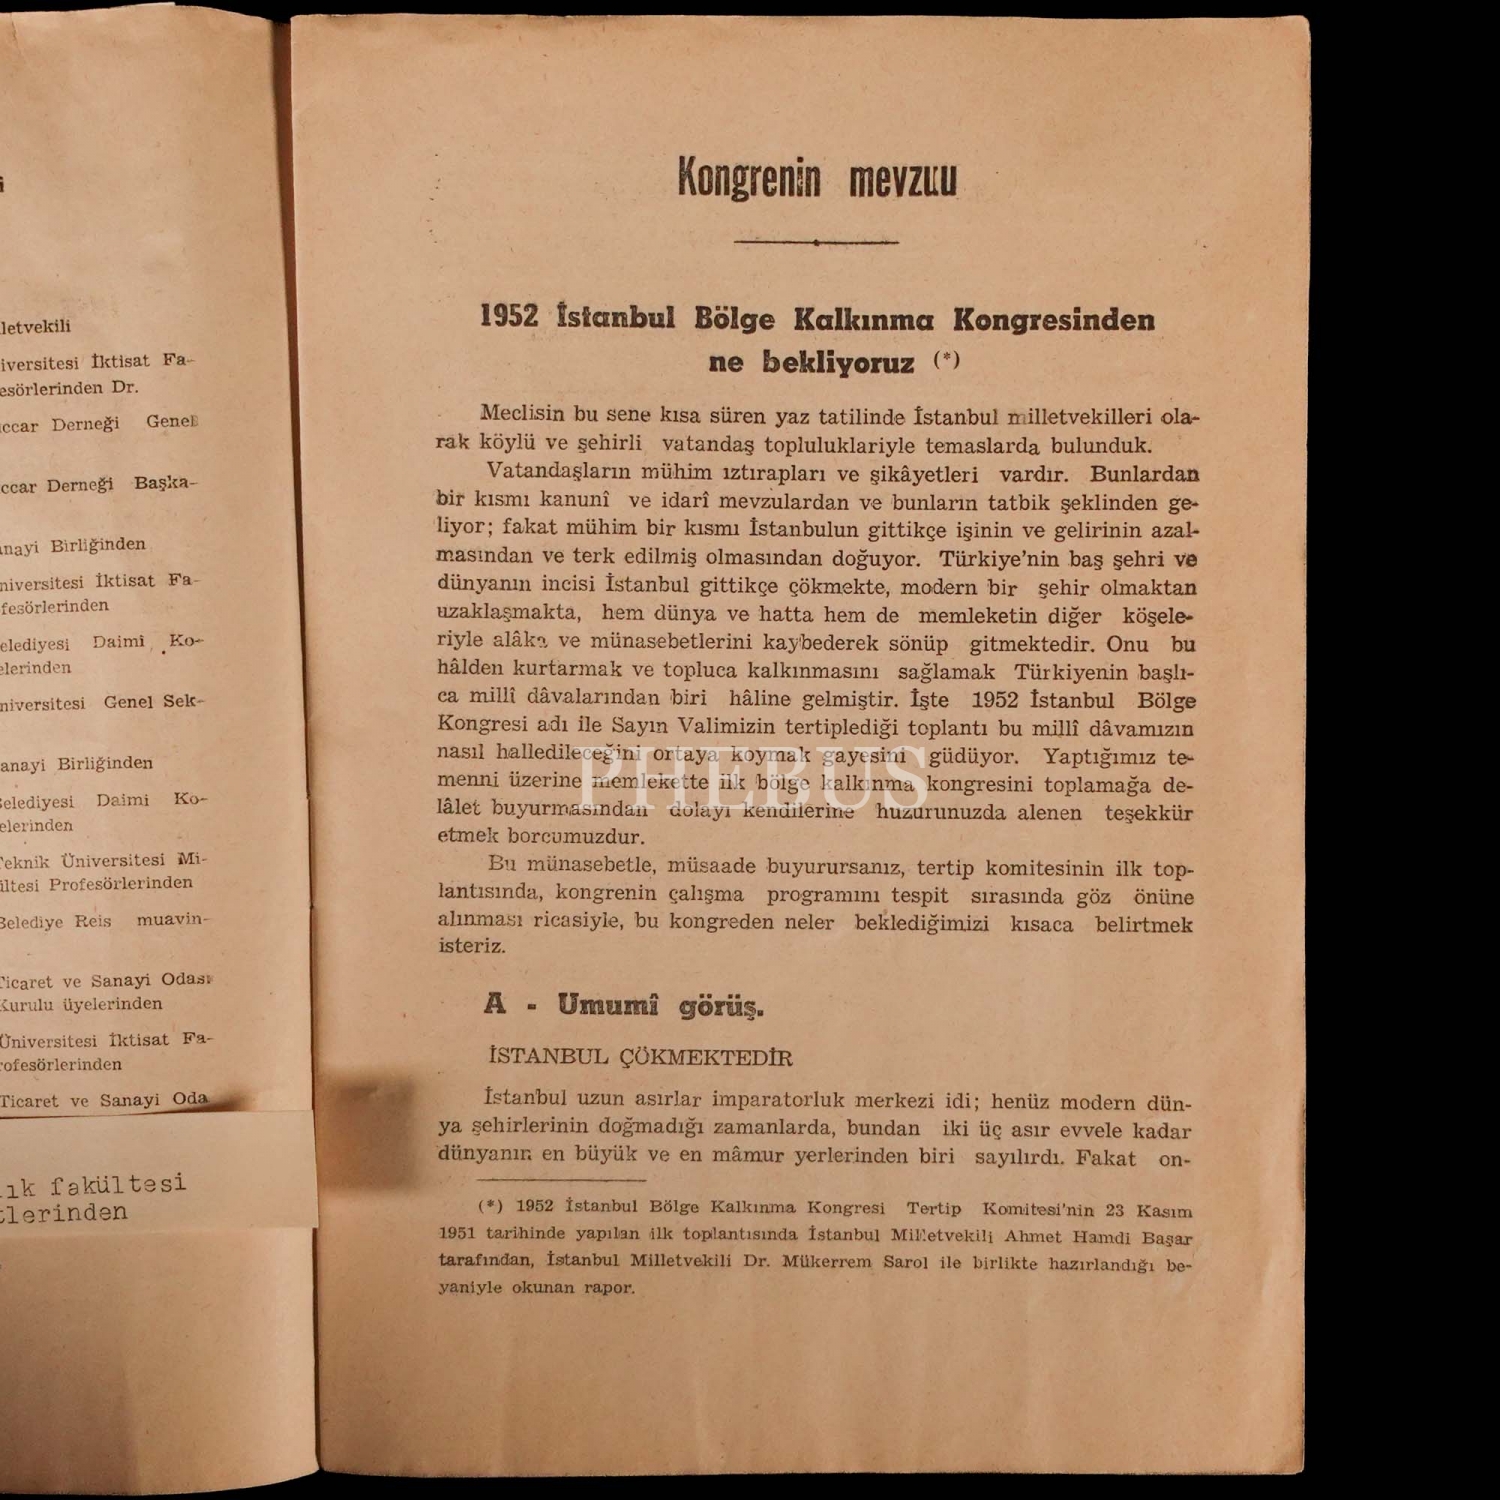 i
letvekili
iversitesi İktisat Fa-
esörlerinden Dr.
ccar Derneği Genel
ccar Derneği Başka-
nayi Birliğinden
niversitesi İktisat Fa-
fesörlerinden
elediyesi Daimî Ko-
elerinden
niversitesi Genel Sek-
anayi Birliğinden
Belediyesi Daimi Ko-
elerinden
Teknik Üniversitesi Mi-
ültesi Profesörlerinden
Belediye Reis muavin-
Ticaret ve Sanayi Odası
Kurulu üyelerinden
Üniversitesi İktisat Fa-
rofesörlerinden
Ticaret ve Sanayi Oda
lık fakültesi
tlerinden
Kongrenin mevzuu
1952 İstanbul Bölge Kalkınma Kongresinden
ne bekliyoruz (*)
Meclisin bu sene kısa süren yaz tatilinde İstanbul milletvekilleri ola-
rak köylü ve şehirli vatandaş topluluklariyle temaslarda bulunduk.
Vatandaşların mühim ıztırapları ve şikâyetleri vardır. Bunlardan
bir kısmı kanunî ve idarî mevzulardan ve bunların tatbik şeklinden ge-
liyor; fakat mühim bir kısmı İstanbulun gittikçe işinin ve gelirinin azal-
masından ve terk edilmiş olmasından doğuyor. Türkiye'nin baş şehri ve
dünyanın incisi İstanbul gittikçe çökmekte, modern bir şehir olmaktan
uzaklaşmakta, hem dünya ve hatta hem de memleketin diğer köşele-
riyle alâka ve münasebetlerini kaybederek sönüp gitmektedir. Onu bu
hâlden kurtarmak ve topluca kalkınmasını sağlamak Türkiyenin başlı-
ca millî dâvalarından biri hâline gelmiştir. İşte 1952 İstanbul Bölge
Kongresi adı ile Sayın Valimizin tertiplediği toplantı bu millî dâvamızın
nasıl halledileceğini ortaya koymak gayesini güdüyor. Yaptığımız te-
menni üzerine memlekette ilk bölge kalkınma kongresini toplamağa de-
lâlet buyurmasından dolayı kendilerine huzurunuzda alenen teşekkür
etmek borcumuzdur.
PHEBUS
Bu münasebetle, müsaade buyurursanız, tertip komitesinin ilk top-
lantısında, kongrenin çalışma programını tespit sırasında göz önüne
alınması ricasiyle, bu kongreden neler beklediğimizi kısaca belirtmek
isteriz.
A - Umumî görüş.
İSTANBUL ÇÖKMEKTEDİR
İstanbul uzun asırlar imparatorluk merkezi idi; henüz modern dün-
ya şehirlerinin doğmadığı zamanlarda, bundan iki üç asır evvele kadar
dünyanın en büyük ve en mâmur yerlerinden biri sayılırdı. Fakat on-
(*) 1952 İstanbul Bölge Kalkınma Kongresi Tertip Komitesi'nin 23 Kasım
1951 tarihinde yapılan ilk toplantısında İstanbul Milletvekili Ahmet Hamdi Başar
tarafından, İstanbul Milletvekili Dr. Mükerrem Sarol ile birlikte hazırlandığı be-
yaniyle okunan rapor.